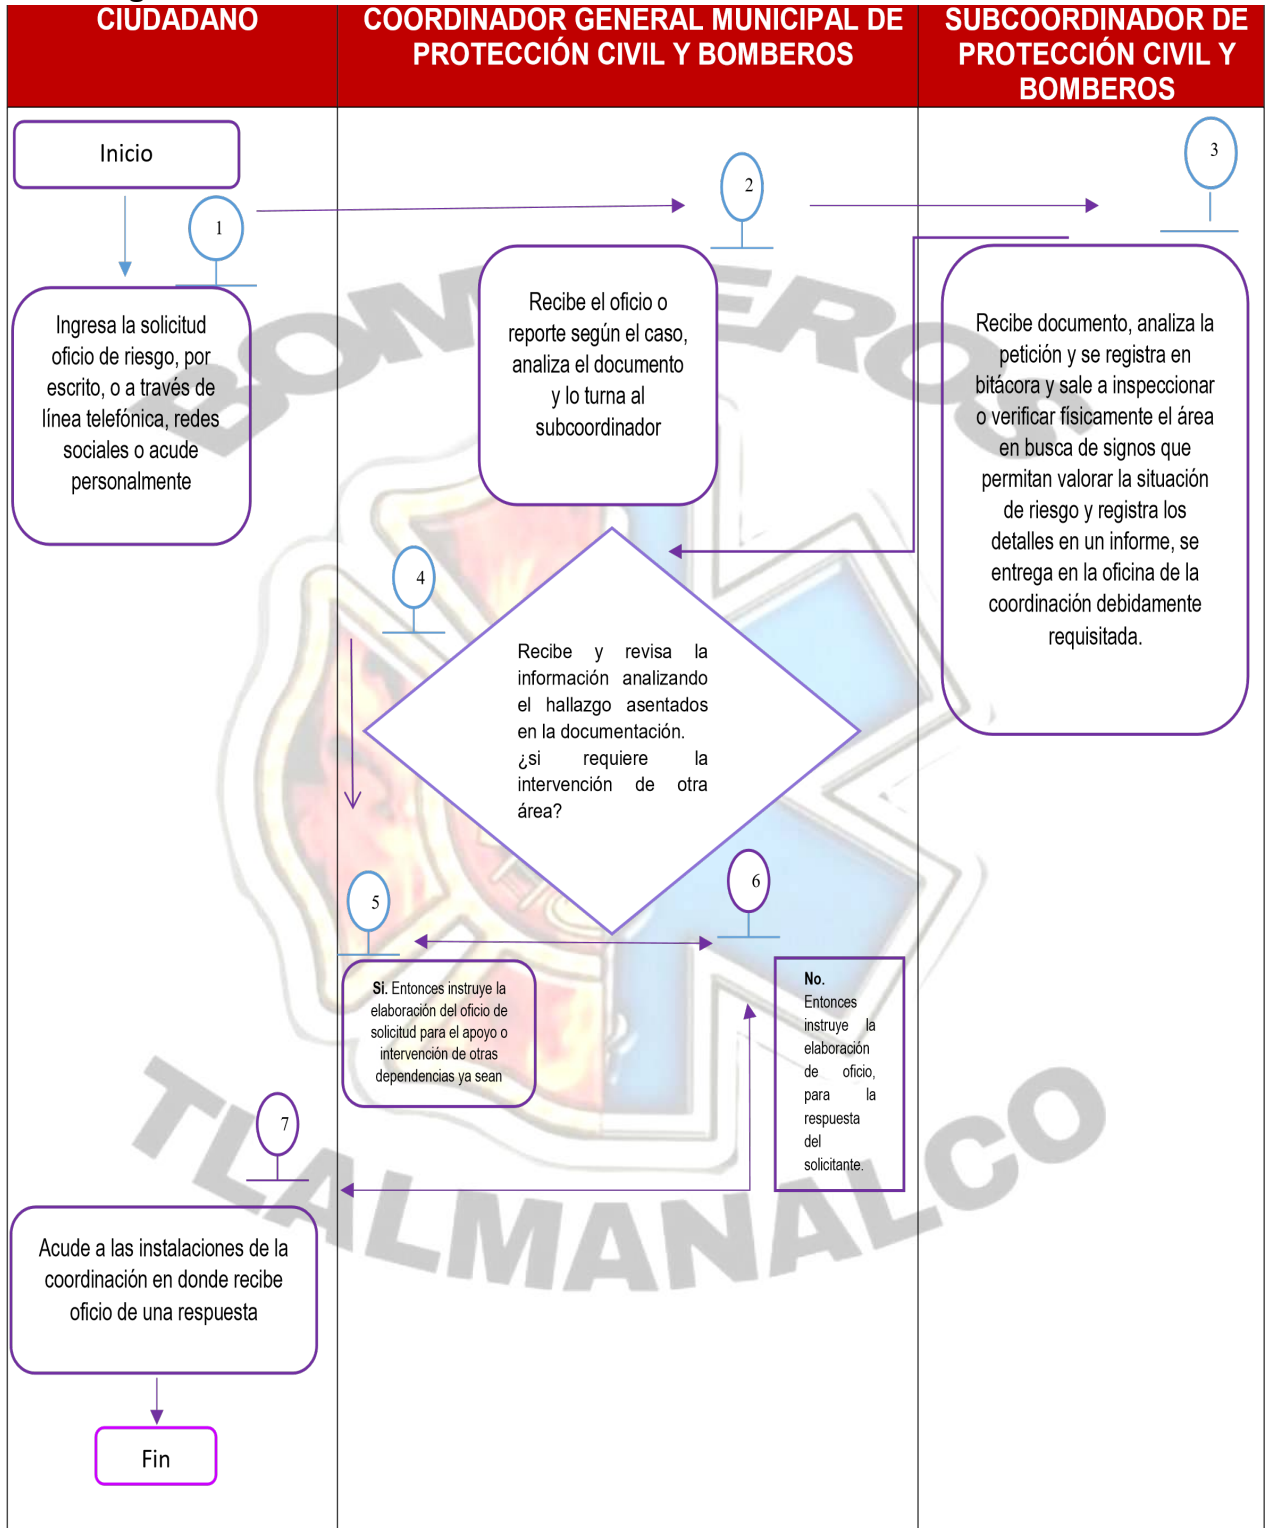 CIUDADANO
COORDINADOR GENERAL MUNICIPAL DE
PROTECCIÓN CIVIL Y BOMBEROS
SUBCOORDINADOR DE
PROTECCIÓN CIVIL Y
BOMBEROS
Inicio
1
2
3
Ingresa la solicitud
oficio de riesgo, por
escrito, o a través de
línea telefónica, redes
sociales o acude
personalmente
Recibe el oficio o
reporte según el caso,
analiza el documento
y lo turna al
subcoordinador
Recibe documento, analiza la
petición y se registra en
bitácora y sale a inspeccionar
o verificar físicamente el área
en busca de signos que
permitan valorar la situación
de riesgo y registra los
detalles en un informe, se
entrega en la oficina de la
coordinación debidamente
requisitada.
4
Recibe y revisa la
información analizando
el hallazgo asentados
en la documentación.
¿si requiere la
intervención de otra
área?
5
6
Si. Entonces instruye la
elaboración del oficio de
solicitud para el apoyo o
intervención de otras
dependencias ya sean
No.
Entonces
instruye la
elaboración
de oficio,
para la
respuesta
del
solicitante.
7
Acude a las instalaciones de la
coordinación en donde recibe
oficio de una respuesta
Fin
TLALMANALCO